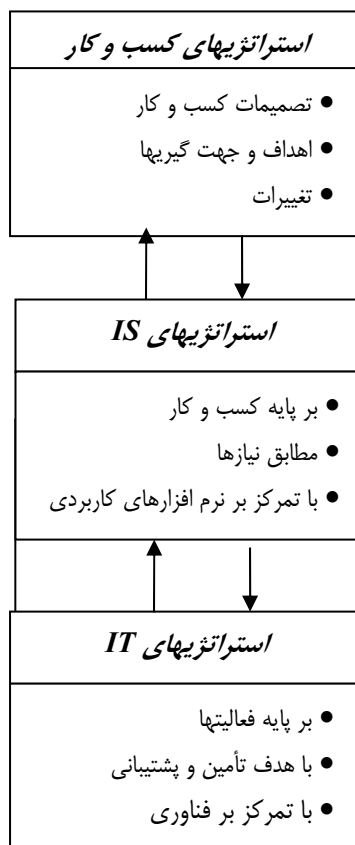 استراتژیهای کسب و کار
● تصمیمات کسب و کار
● اهداف و جهت گیریها
● تغییرات
استراتژیهای IS
● بر پایه کسب و کار
● مطابق نیازها
● با تمرکز بر نرم افزارهای کاربردی
استراتژیهای IT
● بر پایه فعالیتها
● با هدف تأمین و پشتیبانی
● با تمرکز بر فناوری